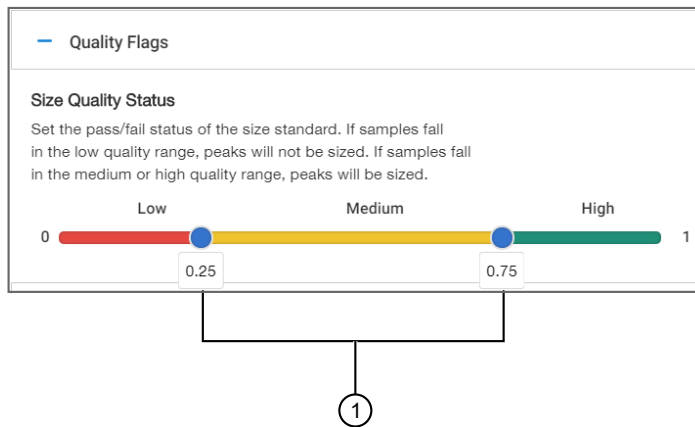 Quality Flags
Size Quality Status
Set the pass/fail status of the size standard. If samples fall
in the low quality range, peaks will not be sized. If samples fall
in the medium or high quality range, peaks will be sized.
Low Medium High
0 1
0.25 0.75
1